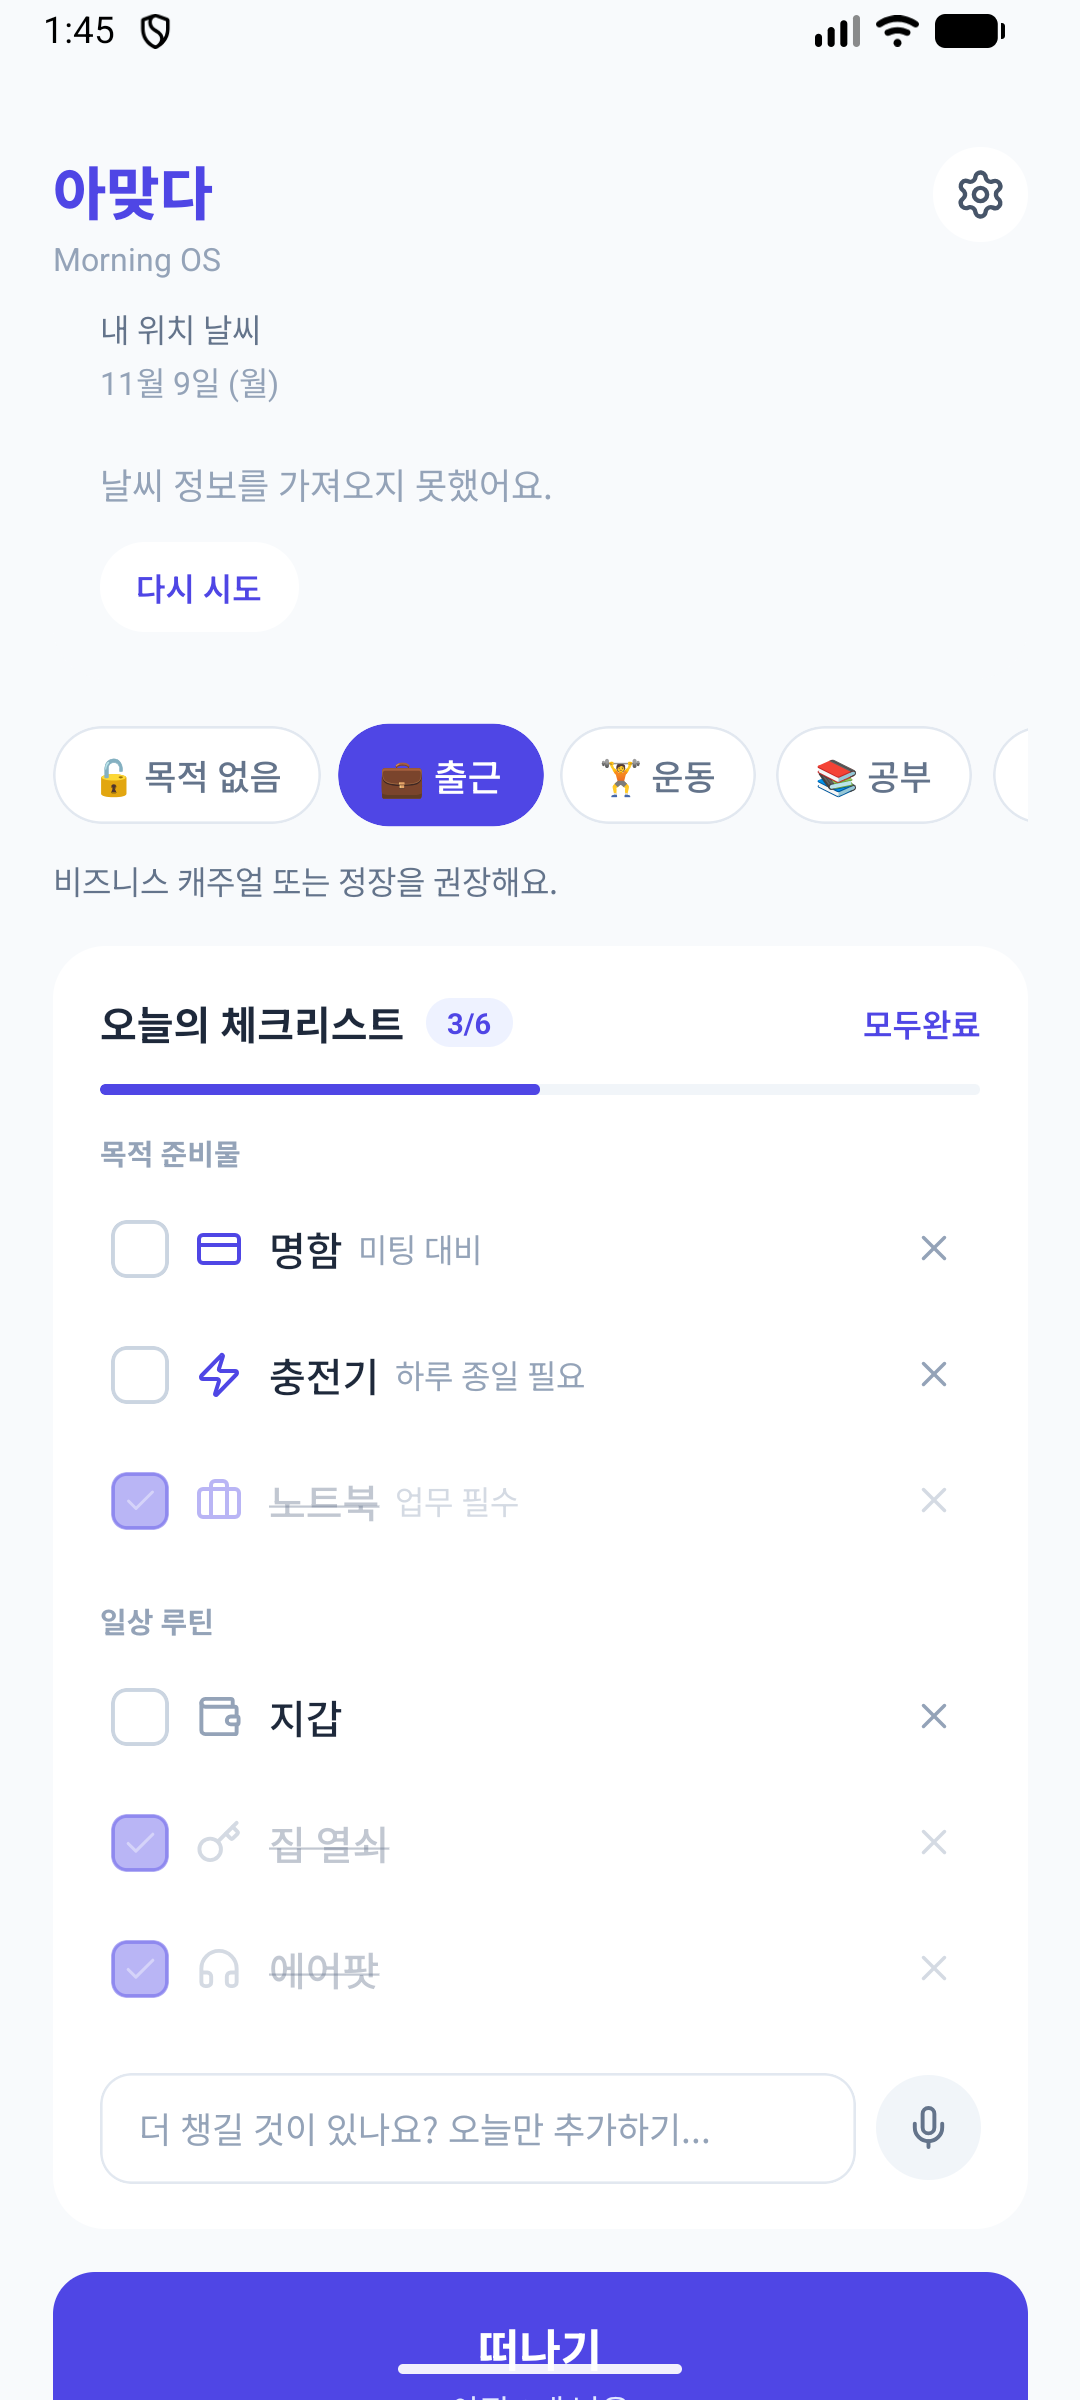 1:45
아맞다
Morning OS
내 위치 날씨
11월 9일 (월)
날씨 정보를 가져오지 못했어요.
다시 시도
목적 없음 출근 운동 공부
비즈니스 캐주얼 또는 정장을 권장해요.
오늘의 체크리스트 3/6 모두완료
목적 준비물
명함 미팅 대비
충전기 하루 종일 필요
노트북 업무 필수
일상 루틴
지갑
집 열쇠
에어팟
더 챙길 것이 있나요? 오늘만 추가하기...
떠나기